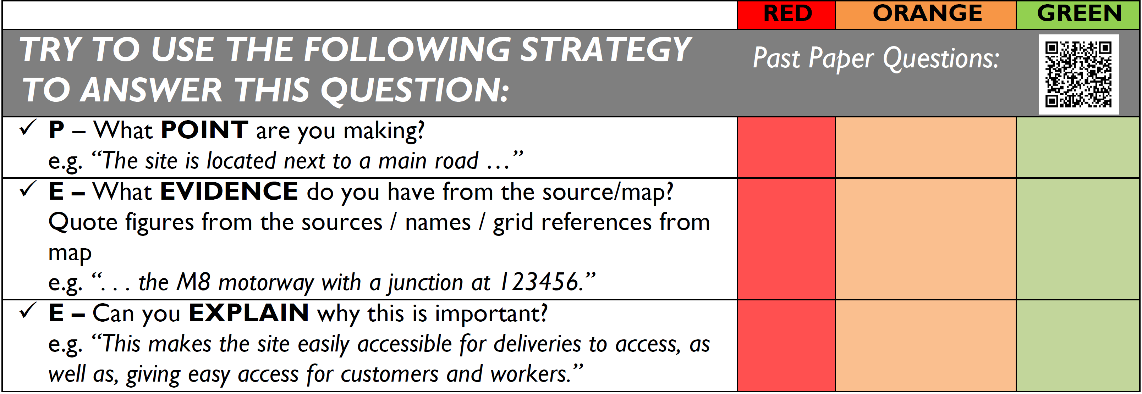 RED ORANGE GREEN
TRY TO USE THE FOLLOWING STRATEGY
TO ANSWER THIS QUESTION:
Past Paper Questions:
✓ P – What POINT are you making?
e.g. “The site is located next to a main road …”
✓ E – What EVIDENCE do you have from the source/map?
Quote figures from the sources / names / grid references from
map
e.g. “. . . the M8 motorway with a junction at 123456.”
✓ E – Can you EXPLAIN why this is important?
e.g. “This makes the site easily accessible for deliveries to access, as
well as, giving easy access for customers and workers.”